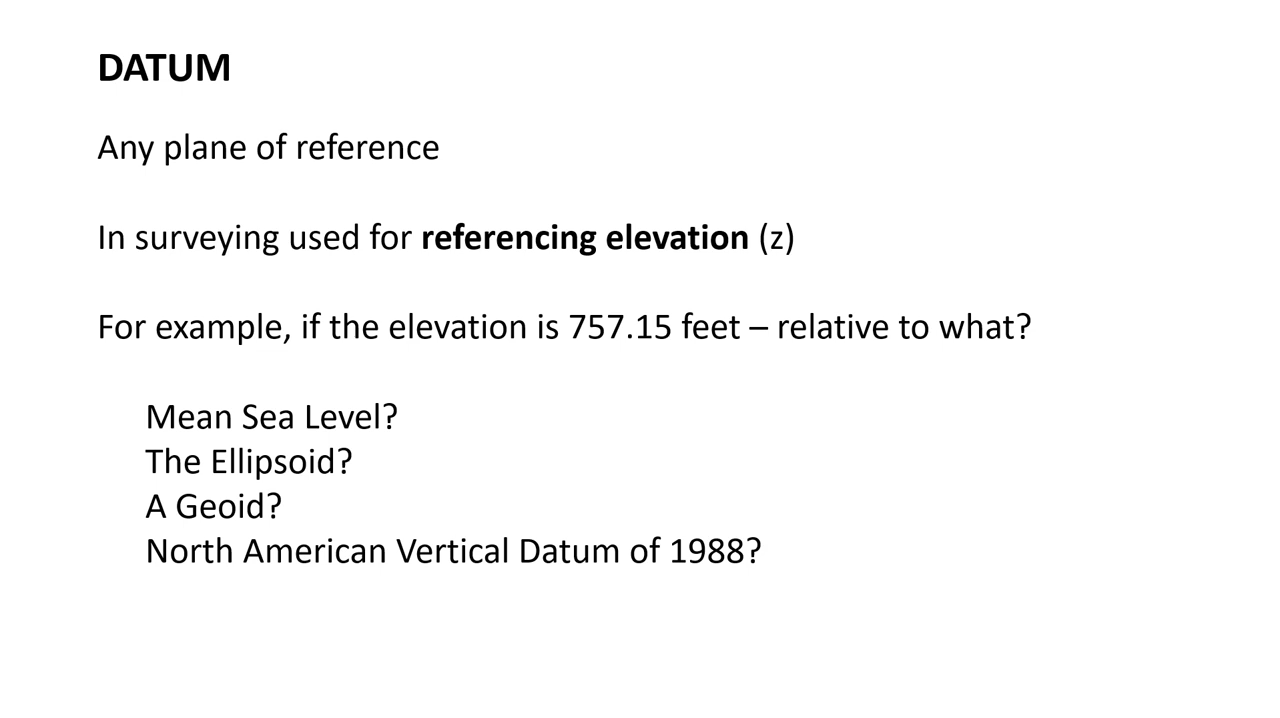 DATUM
Any plane of reference
In surveying used for referencing elevation (z)
For example, if the elevation is 757.15 feet – relative to what?
Mean Sea Level?
The Ellipsoid?
A Geoid?
North American Vertical Datum of 1988?